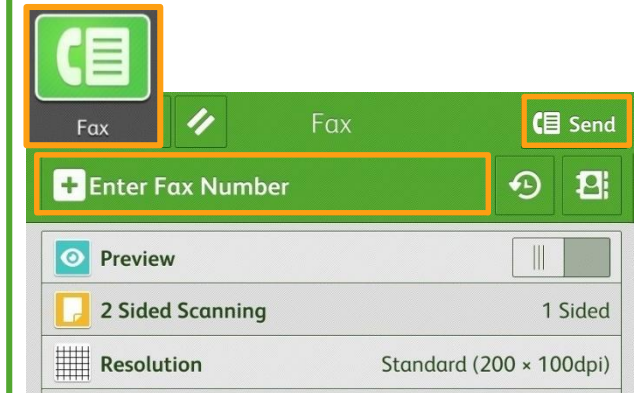 Fax
Fax
Send
Enter Fax Number
Preview
2 Sided Scanning 1 Sided
Resolution Standard (200 × 100dpi)